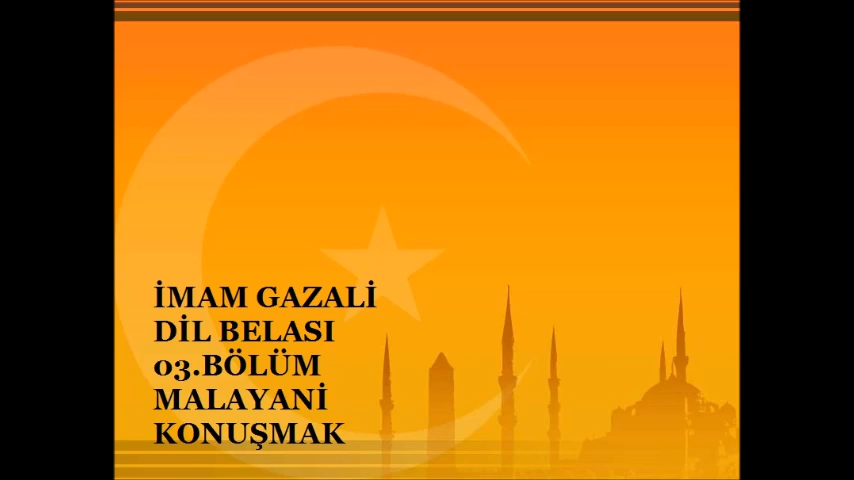 İMAM GAZALİ
DİL BELASI
03.BÖLÜM
MALAYANİ
KONUŞMAK